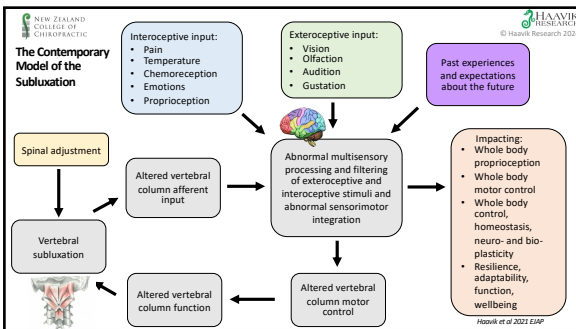 NEW ZEALAND
COLLEGE OF
CHIROPRACTIC
HAAVIK
RESEARCH
© Haavik Research 202
The Contemporary
Model of the
Subluxation
Interoceptive input:
• Pain
• Temperature
• Chemoreception
• Emotions
• Proprioception
Exteroceptive input:
• Vision
• Olfaction
• Audition
• Gustation
Past experiences
and expectations
about the future
Spinal adjustment
Altered vertebral
column afferent
input
Abnormal multisensory
processing and filtering
of exteroceptive and
interoceptive stimuli and
abnormal sensorimotor
integration
Impacting:
• Whole body
proprioception
• Whole body
motor control
• Whole body
control,
homeostasis,
neuro- and bio-
plasticity
• Resilience,
adaptability,
function,
wellbeing
Vertebral
subluxation
Altered vertebral
column function
Altered vertebral
column motor
control
Haavik et al 2021 EJAP